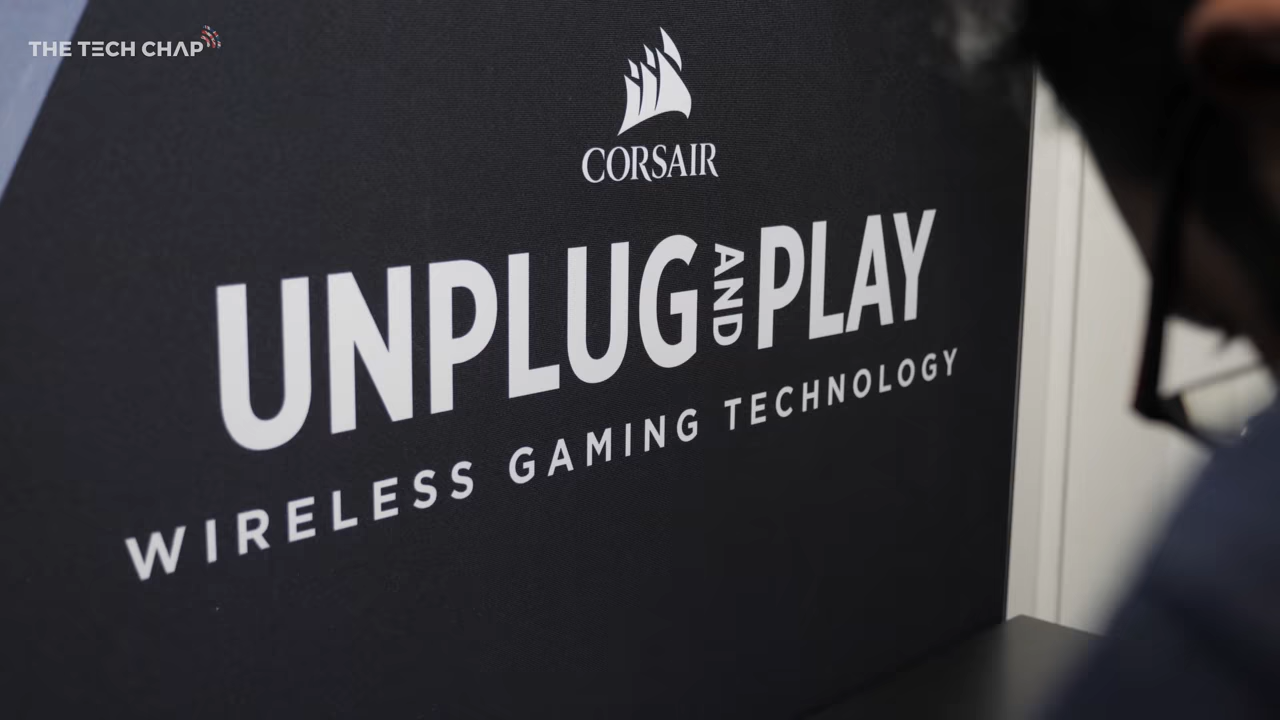 THE TECH CHAP
CORSAIR
UNPLUG AND PLAY
WIRELESS GAMING TECHNOLOGY